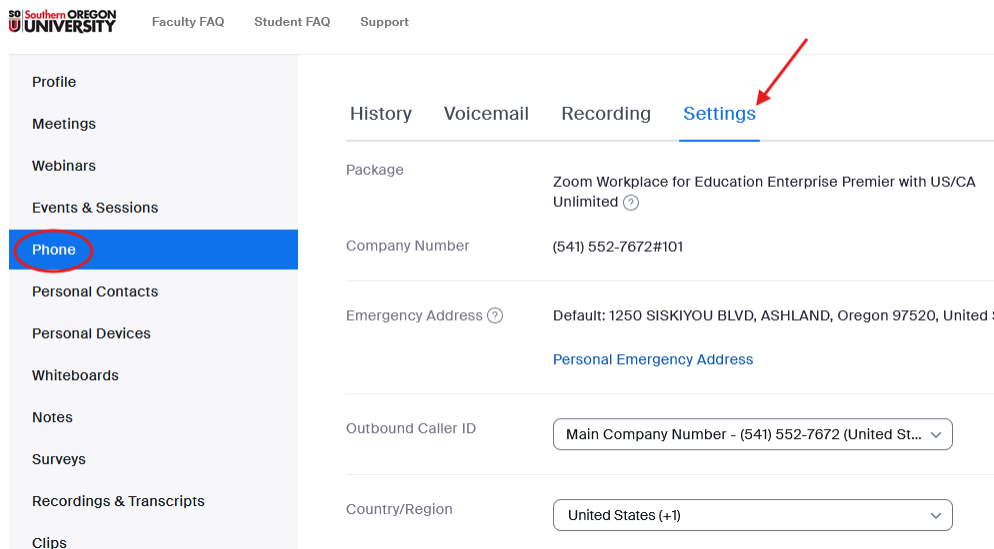 SO Southern OREGON
U UNIVERSITY
Faculty FAQ Student FAQ Support
Profile
Meetings
Webinars
Events & Sessions
Phone
Personal Contacts
Personal Devices
Whiteboards
Notes
Surveys
Recordings & Transcripts
Clips
History Voicemail Recording Settings
Package
Zoom Workplace for Education Enterprise Premier with US/CA
Unlimited ?
Company Number (541) 552-7672#101
Emergency Address ? Default: 1250 SISKIYOU BLVD, ASHLAND, Oregon 97520, United S
Personal Emergency Address
Outbound Caller ID Main Company Number - (541) 552-7672 (United St...
Country/Region United States (+1)